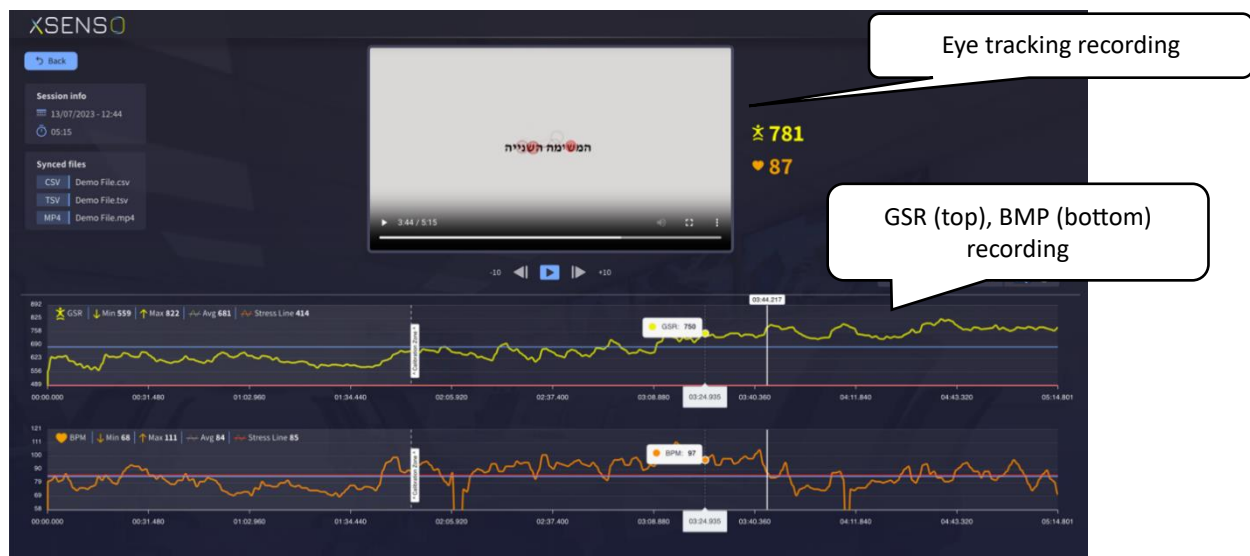 XSENSO
Back
Session info
13/07/2023 - 12:44
05:15
Synced files
CSV Demo File.csv
TSV Demo File.tsv
MP4 Demo File.mp4
המשימה השנייה
3:44 / 5:15
-10 +10
781
87
Eye tracking recording
GSR (top), BMP (bottom)
recording
03:44.217
GSR Min 559 Max 822 Avg 681 Stress Line 414
892
825
758
690
623
556
489
* Calibration Zone *
GSR: 750
00:00.000 00:31.480 01:02.960 01:34.440 02:05.920 02:37.400 03:08.880 03:24.935 03:40.360 04:11.840 04:43.320 05:14.801
BPM Min 68 Max 111 Avg 84 Stress Line 85
121
111
100
90
79
69
58
* Calibration Zone *
BPM: 97
00:00.000 00:31.480 01:02.960 01:34.440 02:05.920 02:37.400 03:08.880 03:24.935 03:40.360 04:11.840 04:43.320 05:14.801